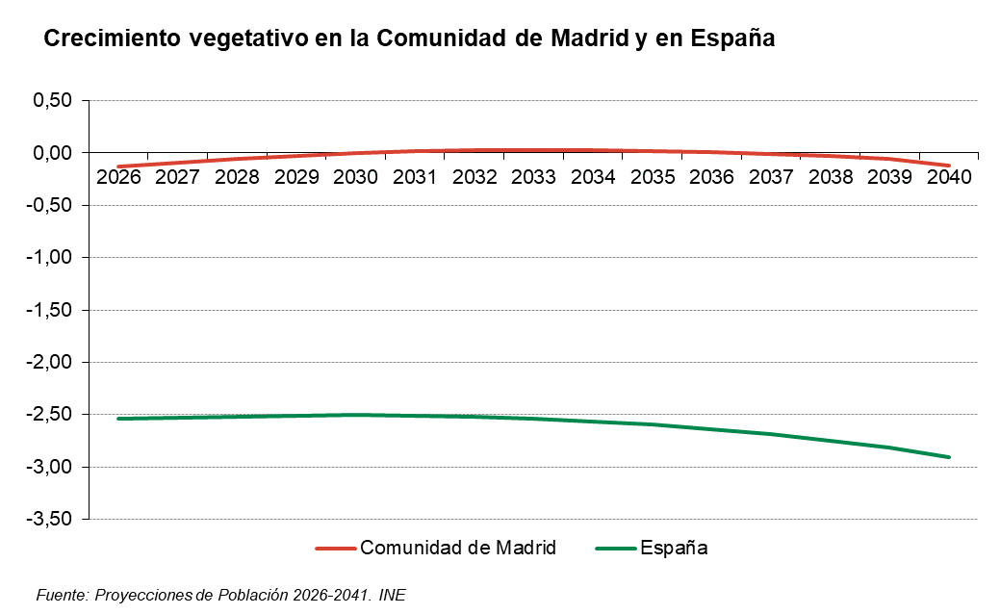 Crecimiento vegetativo en la Comunidad de Madrid y en España
0,50
0,00
2026 2027 2028 2029 2030 2031 2032 2033 2034 2035 2036 2037 2038 2039 2040
-0,50
-1,00
-1,50
-2,00
-2,50
-3,00
-3,50
Comunidad de Madrid España
Fuente: Proyecciones de Población 2026-2041. INE